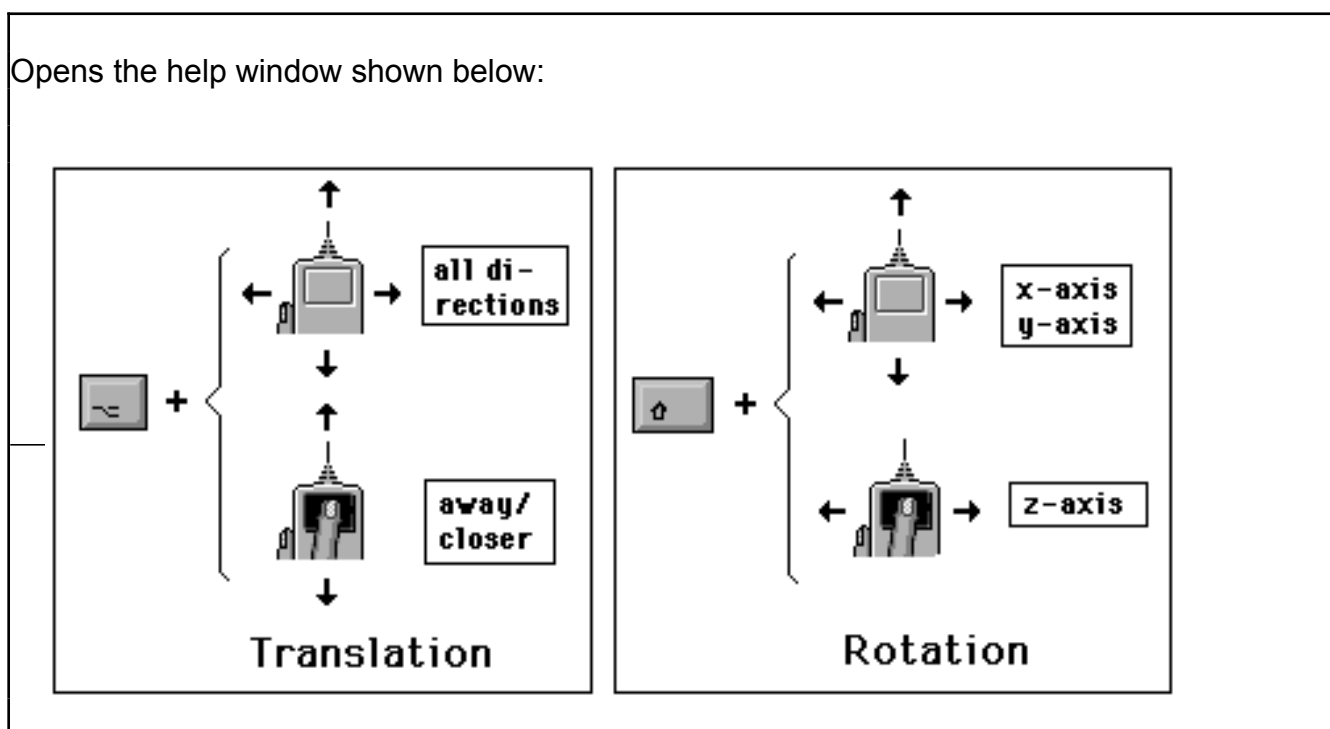 Opens the help window shown below:
all di-
rections
⌥ +
away/
closer
Translation
x-axis
y-axis
⇧ +
z-axis
Rotation